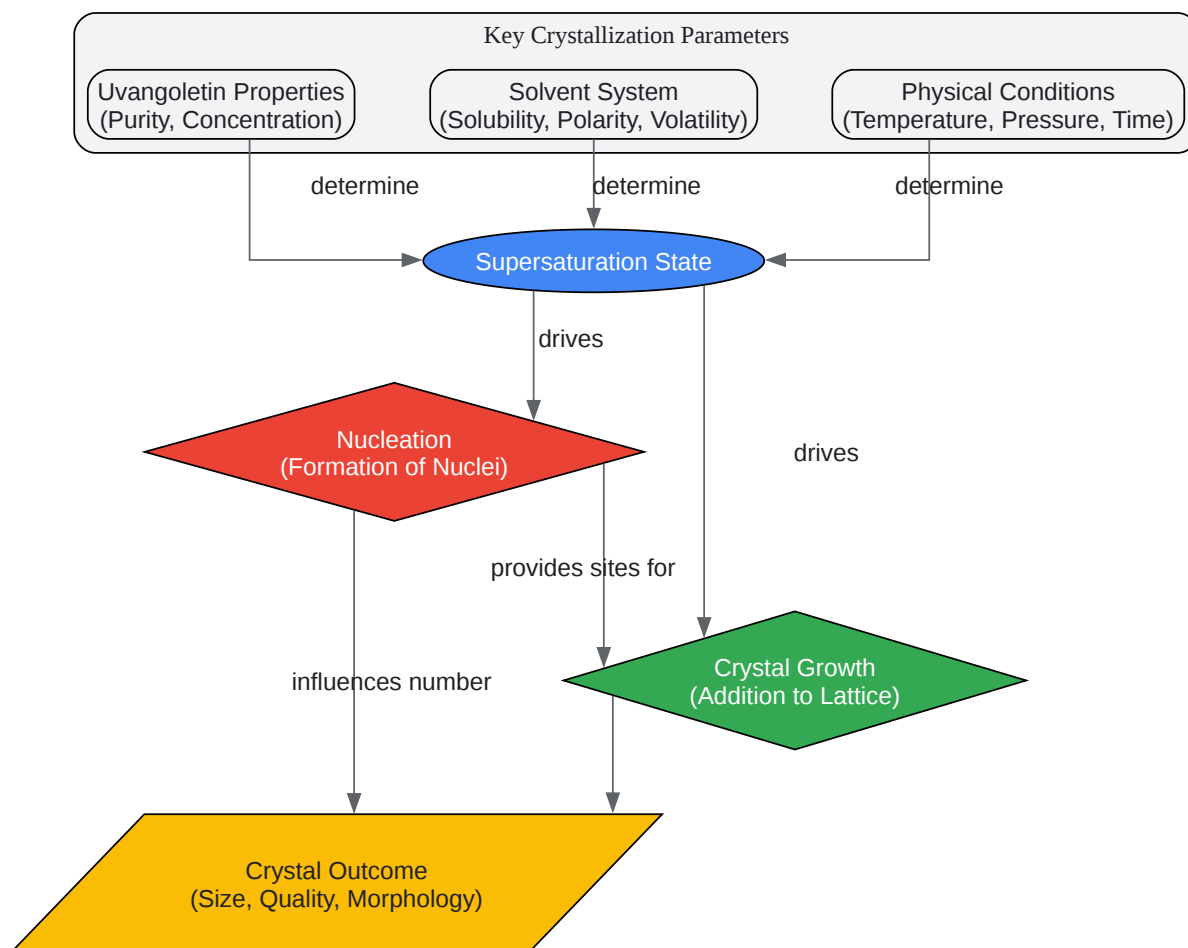 Key Crystallization Parameters
Uvangoletin Properties
(Purity, Concentration)
Solvent System
(Solubility, Polarity, Volatility)
Physical Conditions
(Temperature, Pressure, Time)
determine
determine
determine
Supersaturation State
drives
Nucleation
(Formation of Nuclei)
drives
provides sites for
Crystal Growth
(Addition to Lattice)
influences number
Crystal Outcome
(Size, Quality, Morphology)